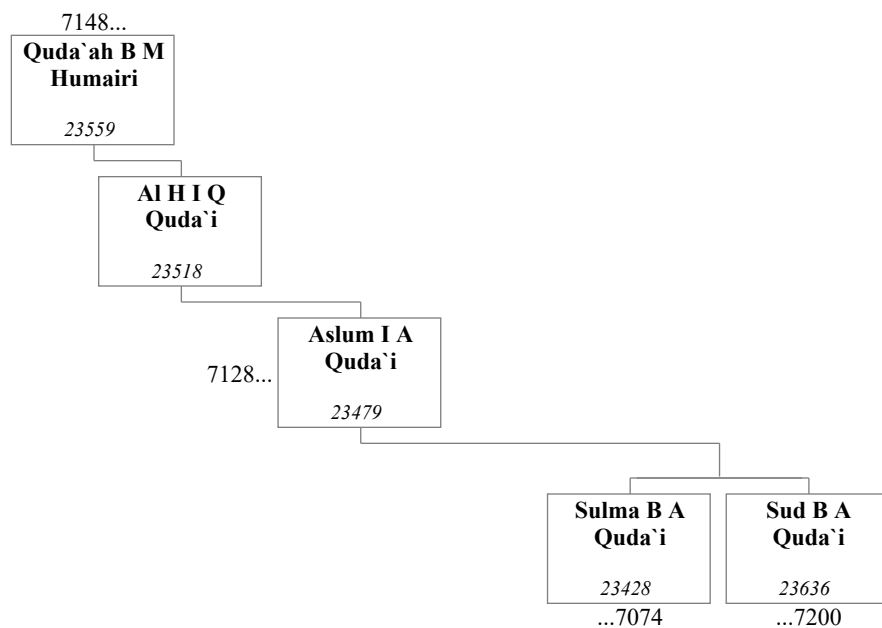 7148...
Quda`ah B M
Humairi
23559
Al H I Q
Quda`i
23518
Aslum I A
Quda`i
7128...
23479
Sulma B A
Quda`i
23428
...7074
Sud B A
Quda`i
23636
...7200